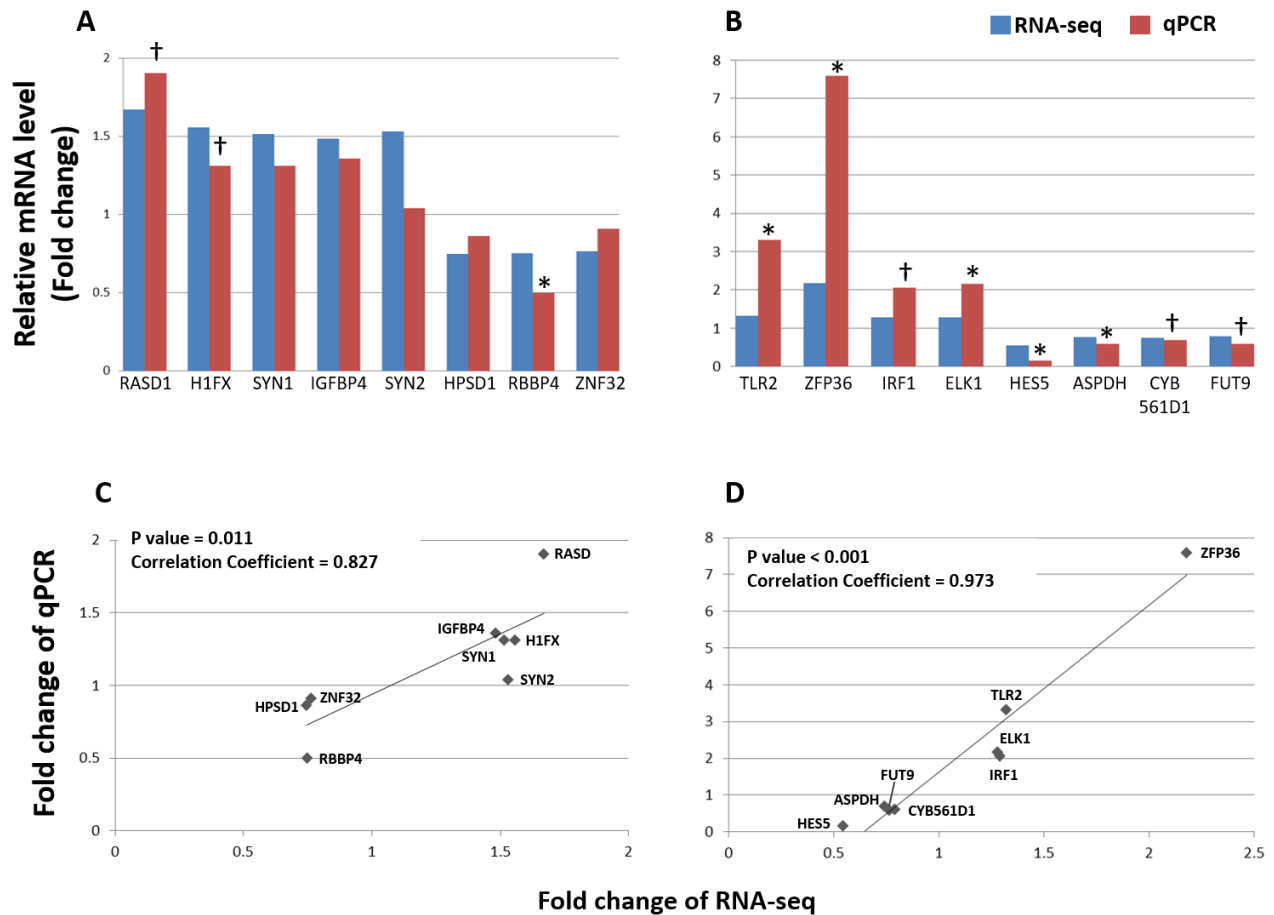 A
B
RNA-seq
qPCR
Relative mRNA level
(Fold change)
2
1.5
1
0.5
0
†
†
*
RASD1 H1FX SYN1 IGFBP4 SYN2 HPSD1 RBBP4 ZNF32
8
7
6
5
4
3
2
1
0
*
*
†
*
*
*
†
†
TLR2 ZFP36 IRF1 ELK1 HES5 ASPDH CYB 561D1 FUT9
C
P value = 0.011
Correlation Coefficient = 0.827
Fold change of qPCR
2
1.5
1
0.5
0
RASD
IGFBP4
H1FX
SYN1
SYN2
ZNF32
HPSD1
RBBP4
0 0.5 1 1.5 2
D
P value < 0.001
Correlation Coefficient = 0.973
8
7
6
5
4
3
2
1
0
ZFP36
TLR2
ELK1
IRF1
FUT9
ASPDH
CYB561D1
HES5
0 0.5 1 1.5 2 2.5
Fold change of RNA-seq